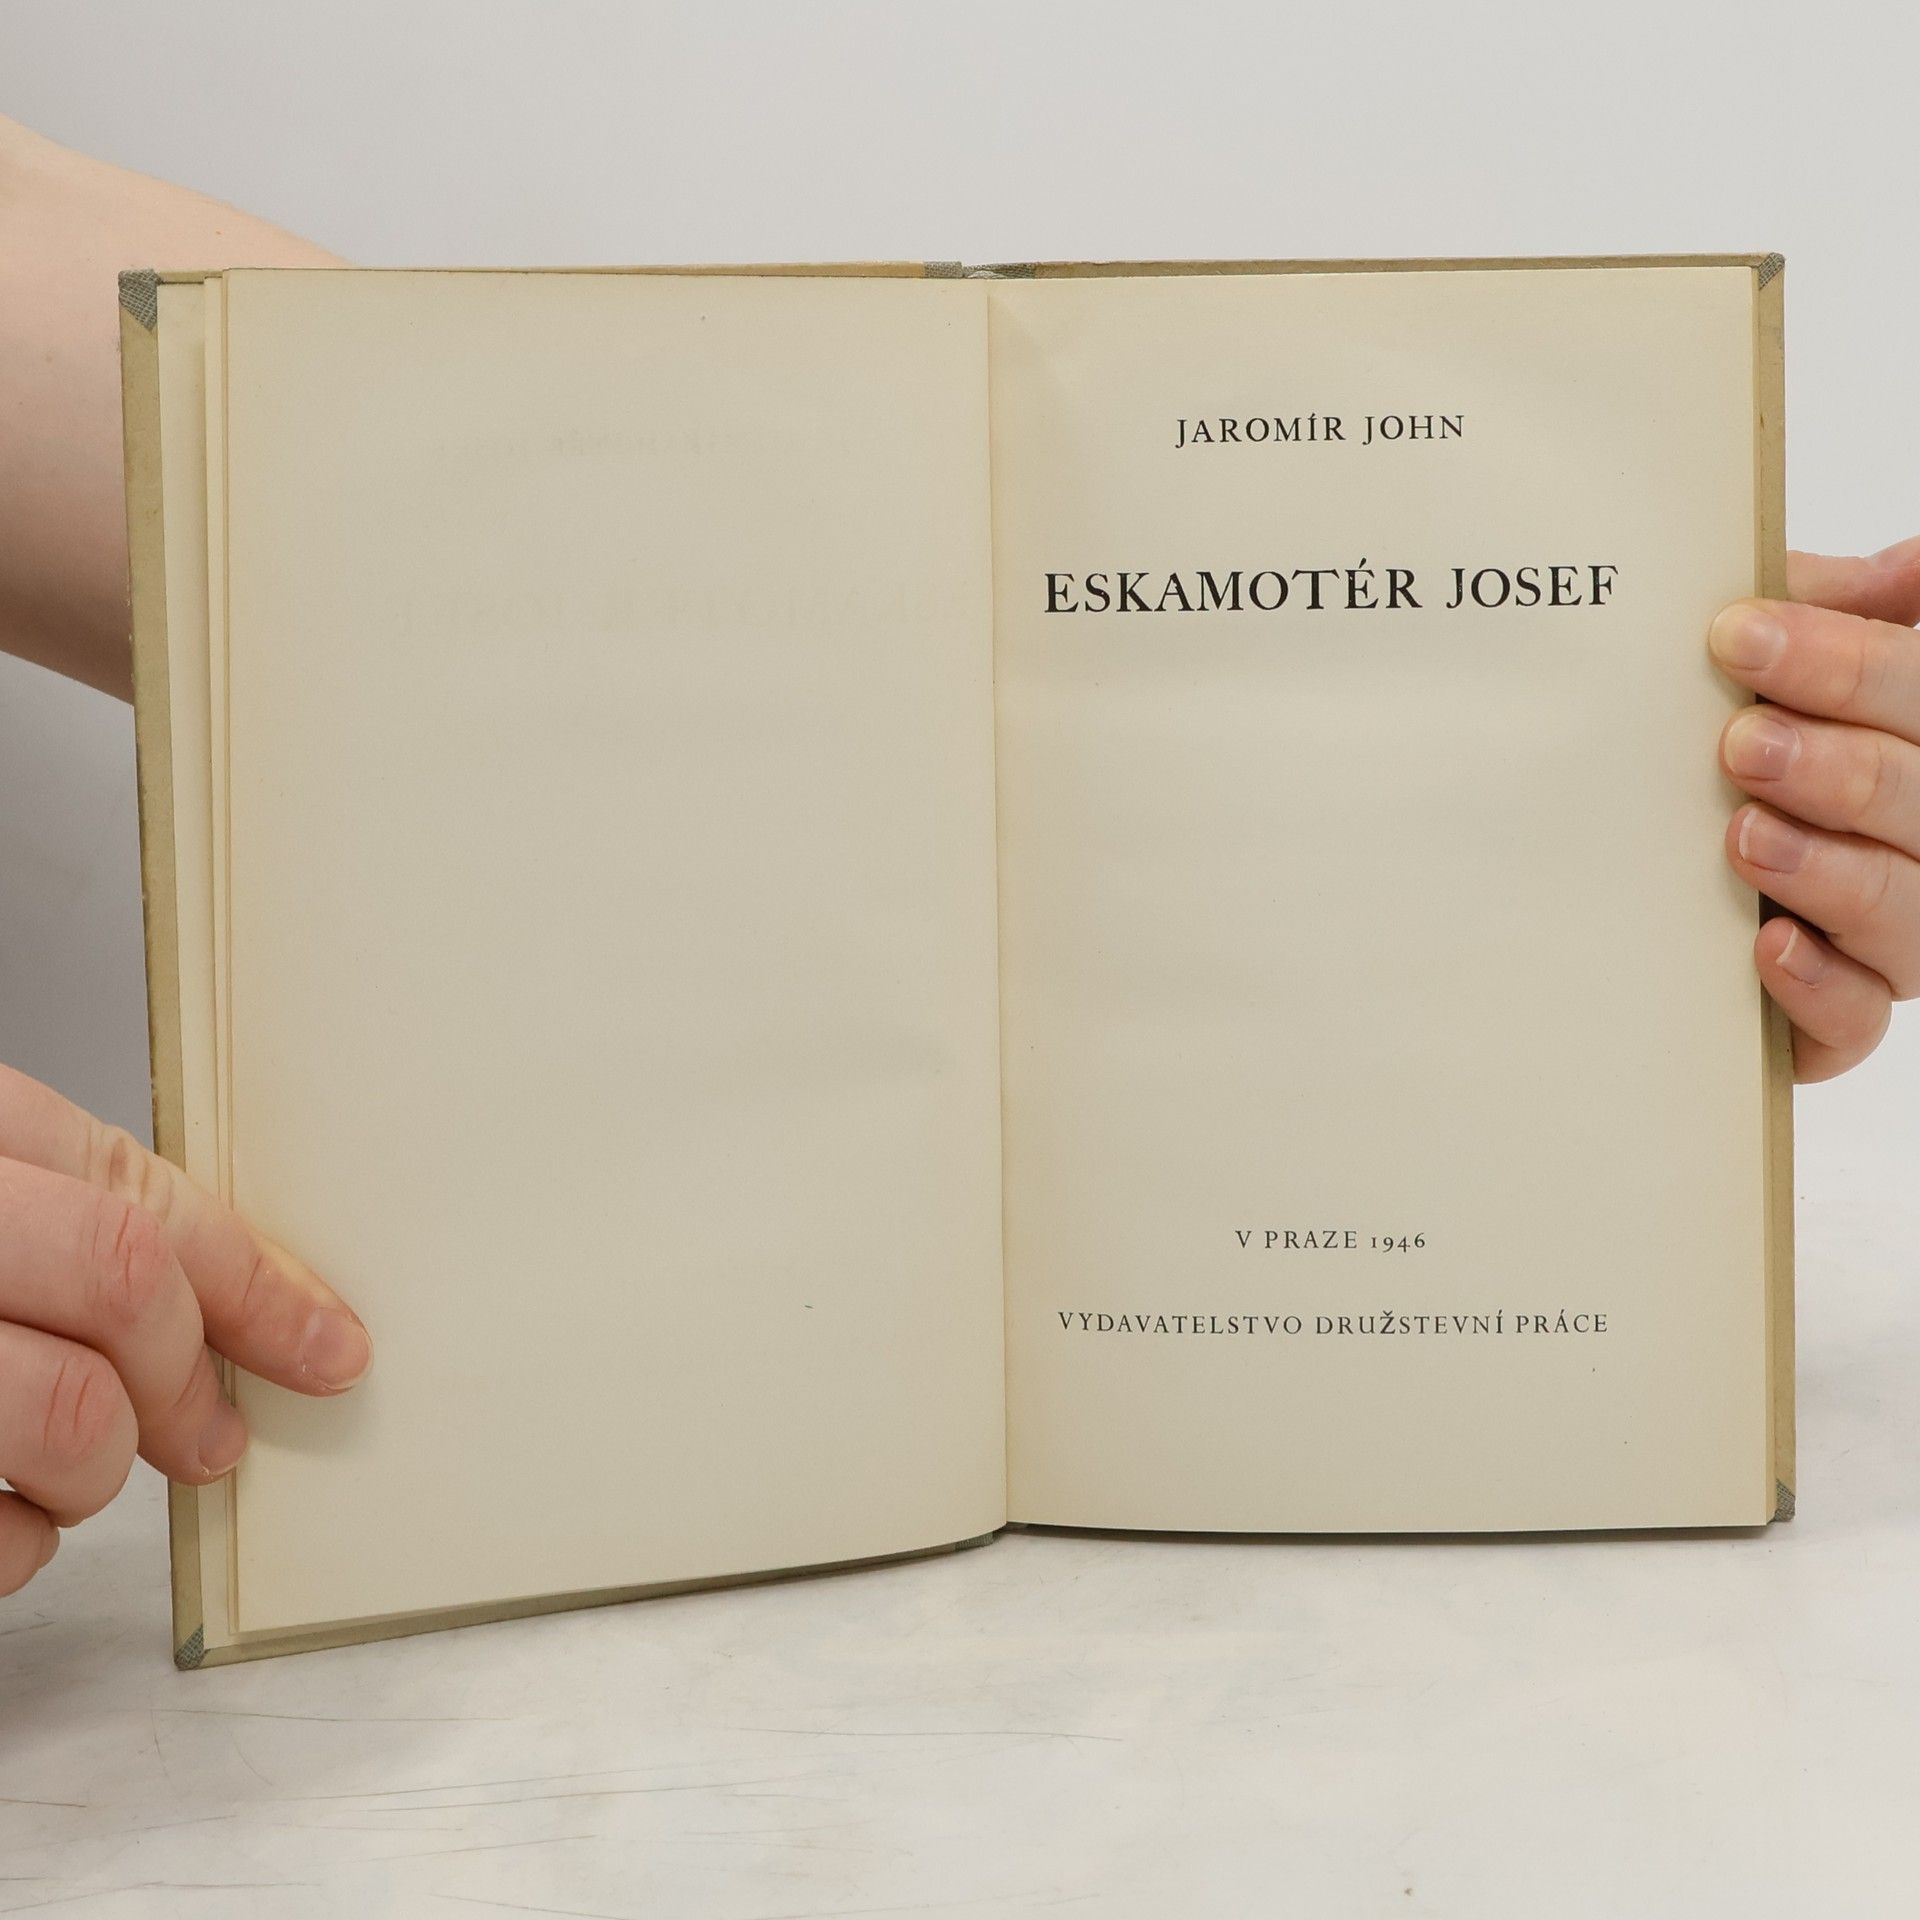 JAROMÍR JOHN
ESKAMOTÉR JOSEF
V PRAZE 1946
VYDAVATELSTVO DRUŽSTEVNÍ PRÁCE